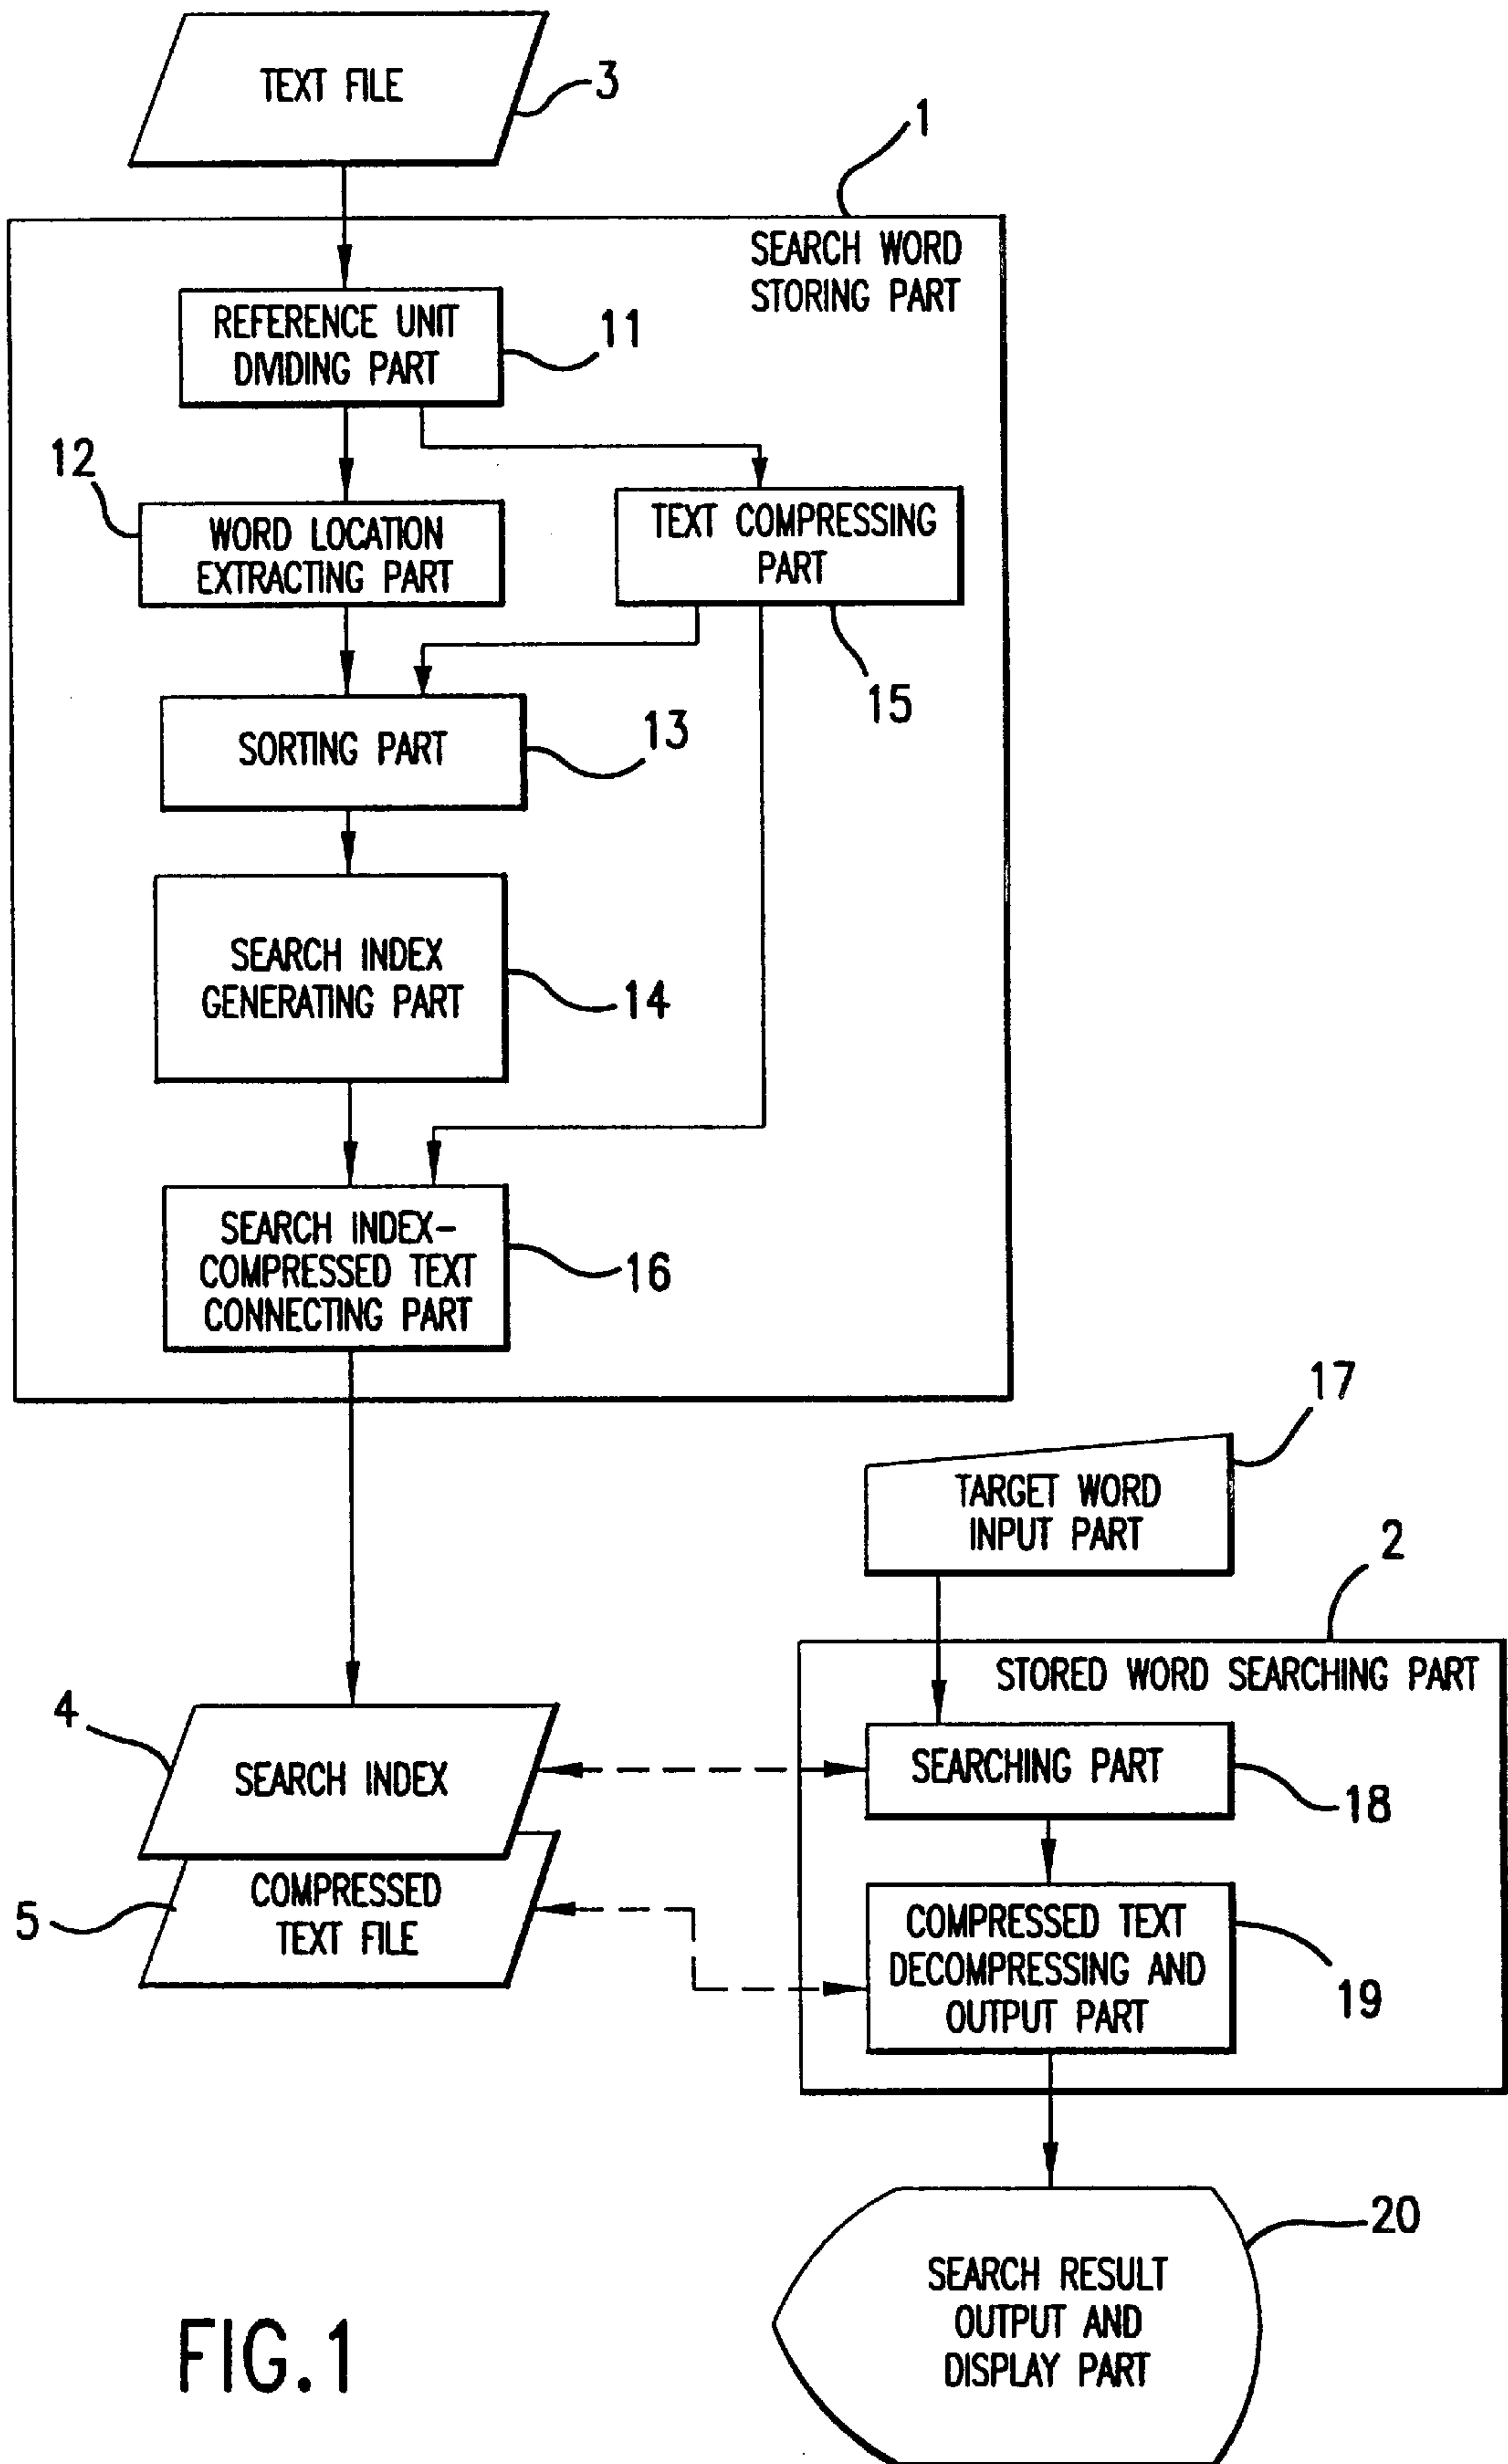 TEXT FILE
3
1
SEARCH WORD
STORING PART
REFERENCE UNIT
DIVIDING PART
11
12
WORD LOCATION
EXTRACTING PART
TEXT COMPRESSING
PART
15
SORTING PART
13
SEARCH INDEX
GENERATING PART
14
SEARCH INDEX-
COMPRESSED TEXT
CONNECTING PART
16
17
TARGET WORD
INPUT PART
2
STORED WORD SEARCHING PART
4
SEARCH INDEX
SEARCHING PART
18
5
COMPRESSED
TEXT FILE
COMPRESSED TEXT
DECOMPRESSING AND
OUTPUT PART
19
20
SEARCH RESULT
OUTPUT AND
DISPLAY PART
FIG.1